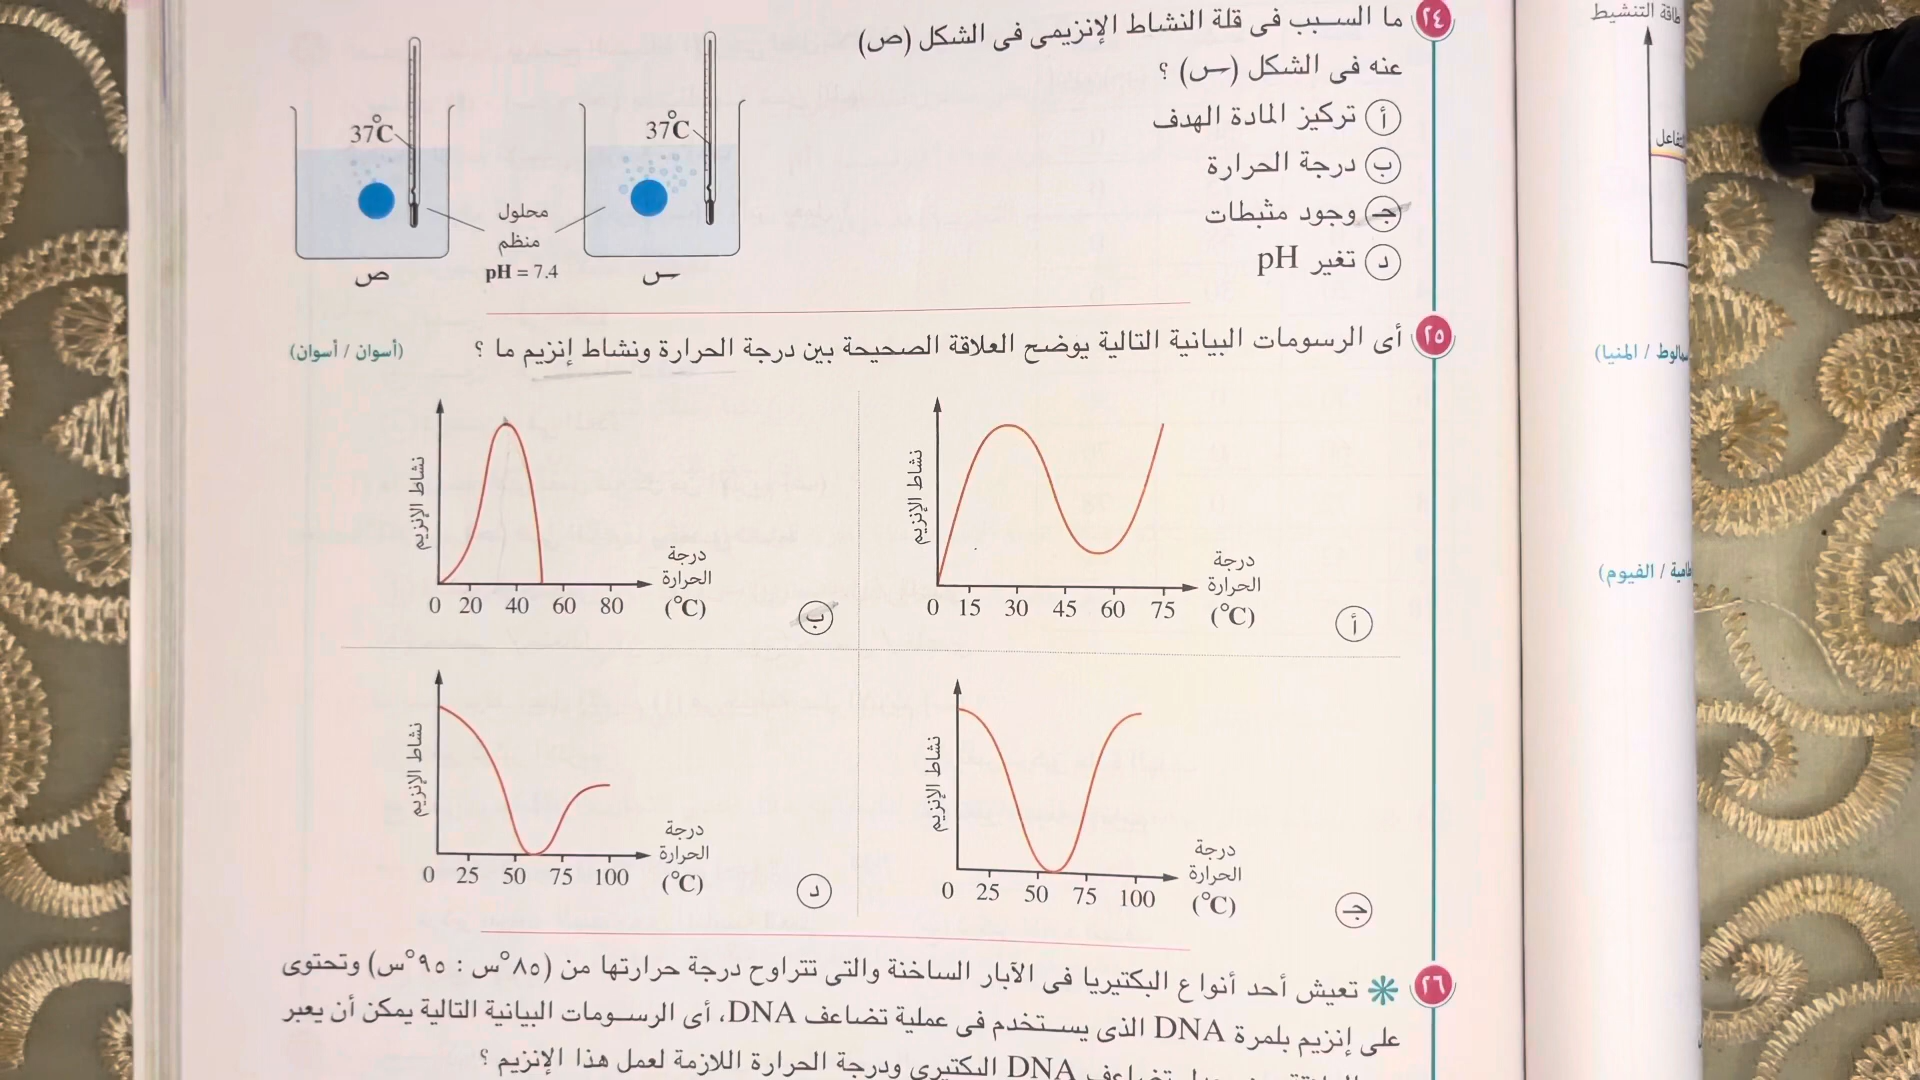 ٢٤ ما السبب فى قلة النشاط الإنزيمى فى الشكل (ص)
عنه فى الشكل (س) ؟
أ تركيز المادة الهدف
ب درجة الحرارة
جـ وجود مثبطات
د تغير pH
37°C
37°C
محلول
منظم
pH = 7.4
س
ص
٢٥ أى الرسومات البيانية التالية يوضح العلاقة الصحيحة بين درجة الحرارة ونشاط إنزيم ما ؟ (أسوان / أسوان)
نشاط الإنزيم
درجة
الحرارة
(°C)
0 15 30 45 60 75
أ
نشاط الإنزيم
درجة
الحرارة
(°C)
0 20 40 60 80
ب
نشاط الإنزيم
درجة
الحرارة
(°C)
0 25 50 75 100
جـ
نشاط الإنزيم
درجة
الحرارة
(°C)
0 25 50 75 100
د
٢٦ * تعيش أحد أنواع البكتيريا فى الآبار الساخنة والتى تتراوح درجة حرارتها من (٨٥°س : ٩٥°س) وتحتوى
على إنزيم بلمرة DNA الذى يستخدم فى عملية تضاعف DNA، أى الرسومات البيانية التالية يمكن أن يعبر
تضاعف DNA البكتيرى ودرجة الحرارة اللازمة لعمل هذا الإنزيم ؟
طاقة التنشيط
/ المنيا)
/ الفيوم)